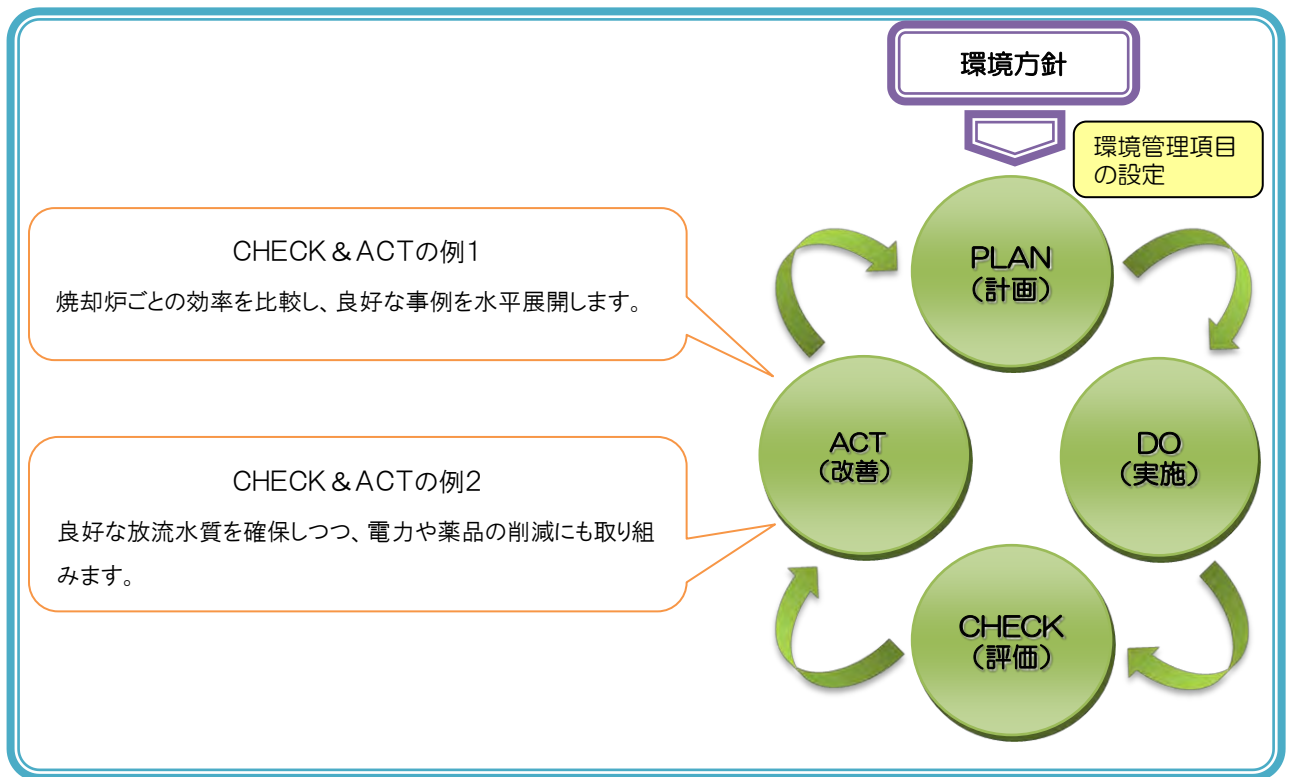 環境方針
環境管理項目
の設定
PLAN
(計画)
CHECK&ACTの例1
焼却炉ごとの効率を比較し、良好な事例を水平展開します。
ACT
(改善)
DO
(実施)
CHECK&ACTの例2
良好な放流水質を確保しつつ、電力や薬品の削減にも取り組
みます。
CHECK
(評価)